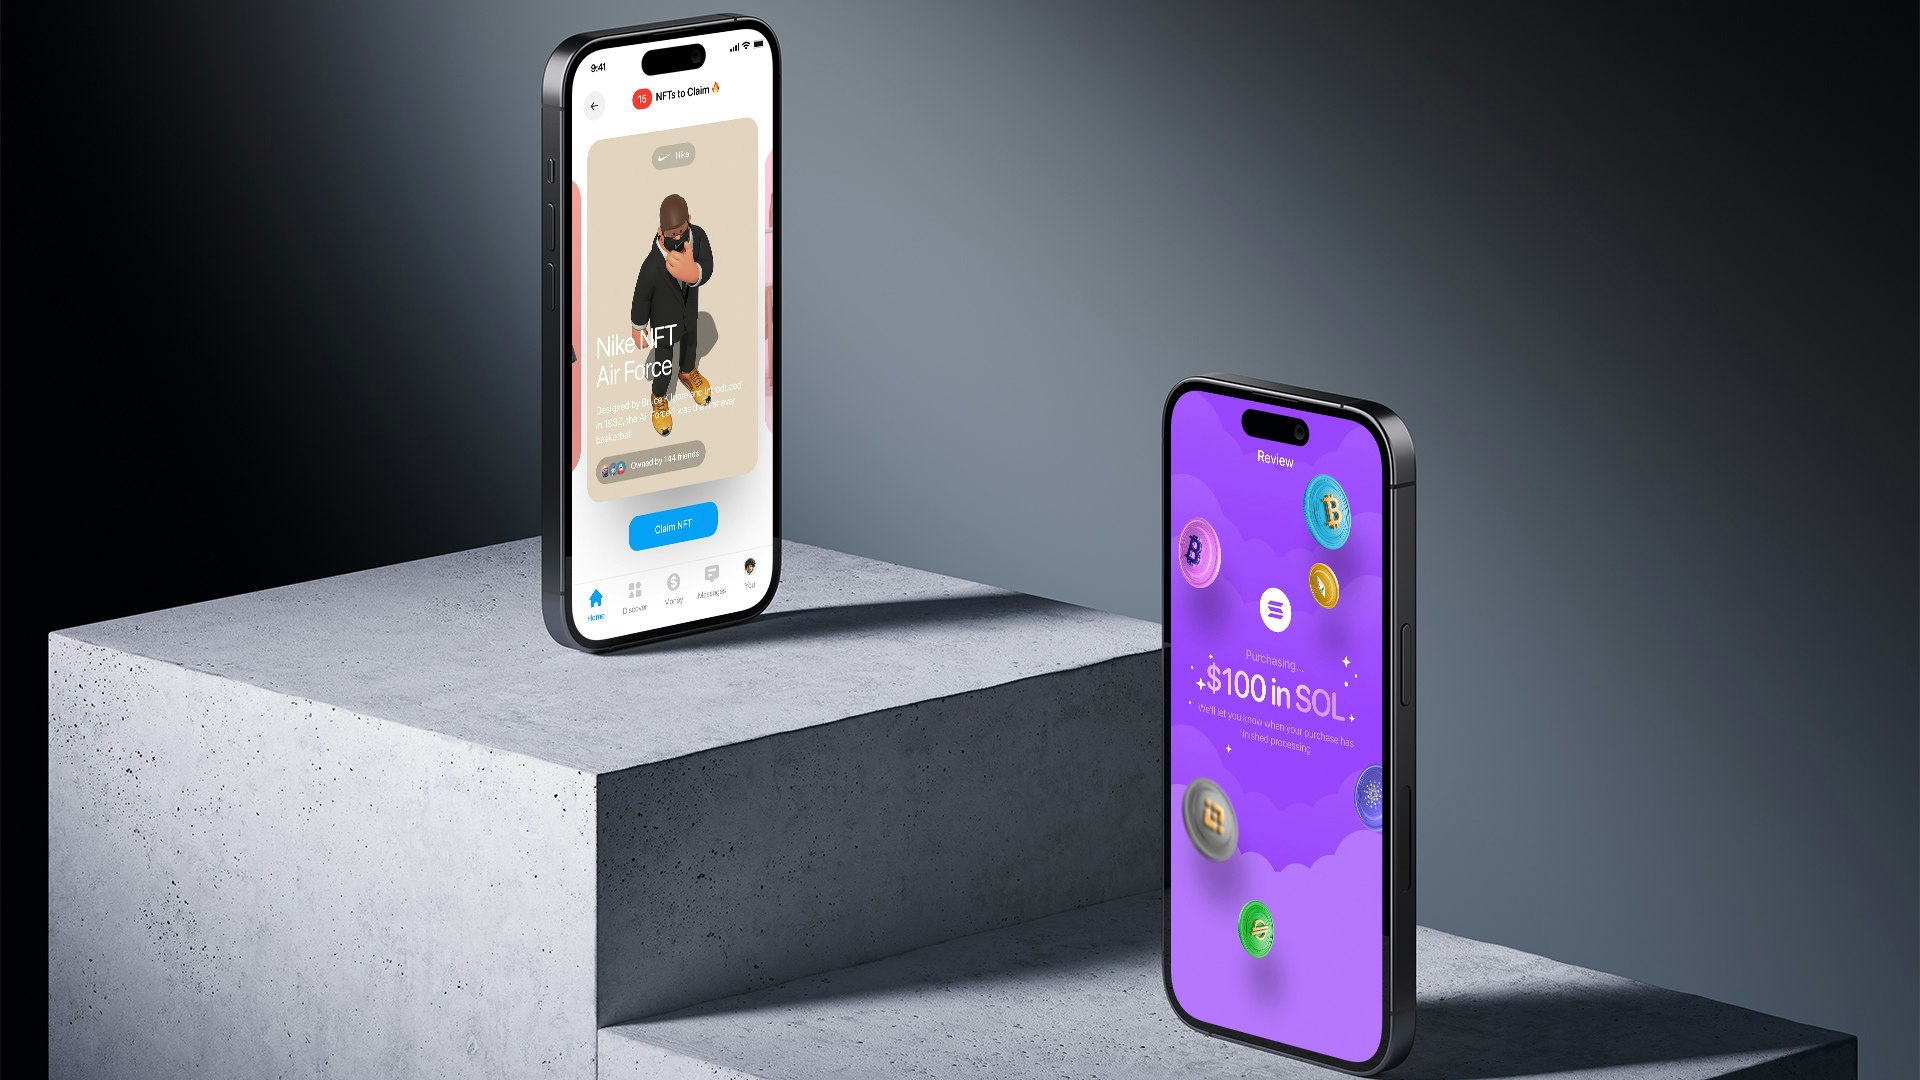 9:41
15 NFTs to Claim 🔥
Nike
Nike NFT
Air Force
Designed by Bruce Kilgore and introduced
in 1982, the Air Force 1 was the first ever
basketball
Owned by 144 friends
Claim NFT
Home
Discover
Money
Messages
You
Review
Purchasing...
$100 in SOL
We'll let you know when your purchase has
finished processing